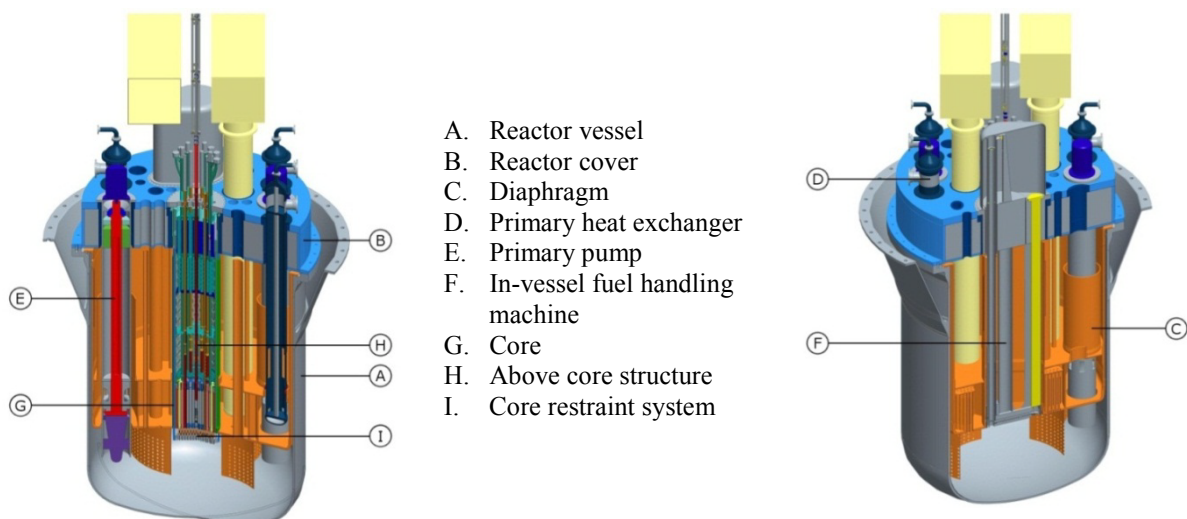 A. Reactor vessel
B. Reactor cover
C. Diaphragm
D. Primary heat exchanger
E. Primary pump
F. In-vessel fuel handling
machine
G. Core
H. Above core structure
I. Core restraint system
B
E
H
A
G
I
D
C
F